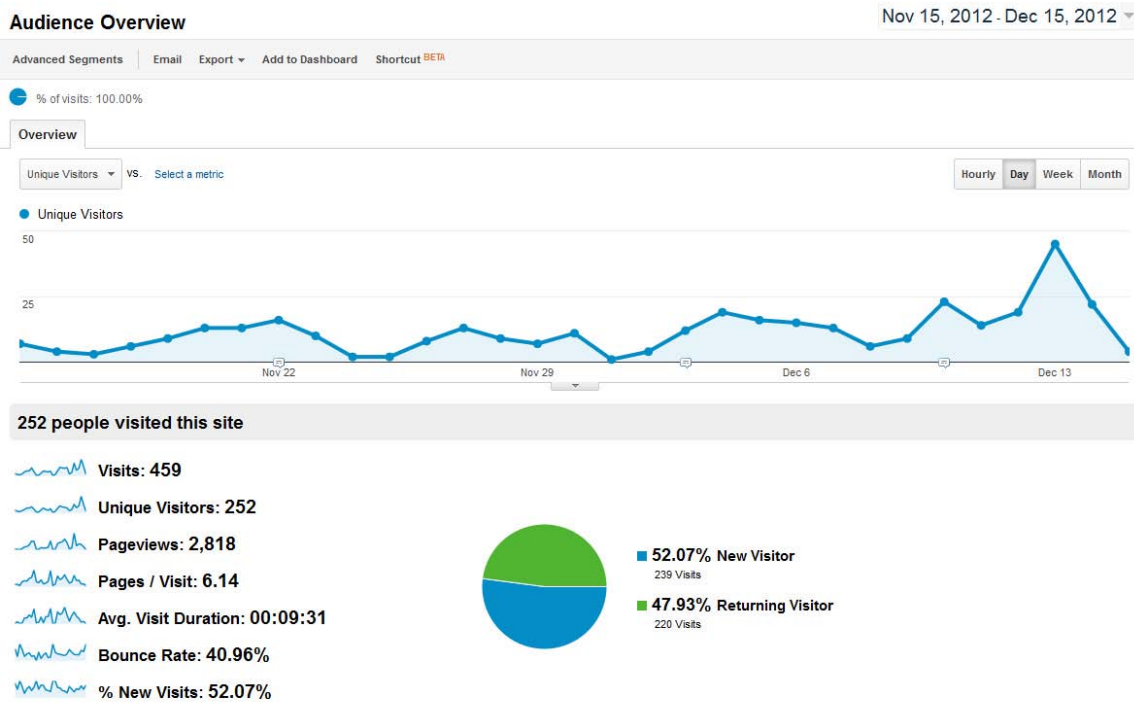 Audience Overview
Nov 15, 2012 - Dec 15, 2012
Advanced Segments Email Export Add to Dashboard Shortcut BETA
% of visits: 100.00%
Overview
Unique Visitors VS. Select a metric
Hourly Day Week Month
Unique Visitors
50
25
Nov 22 Nov 29 Dec 6 Dec 13
252 people visited this site
Visits: 459
Unique Visitors: 252
Pageviews: 2,818
Pages / Visit: 6.14
Avg. Visit Duration: 00:09:31
Bounce Rate: 40.96%
% New Visits: 52.07%
52.07% New Visitor
239 Visits
47.93% Returning Visitor
220 Visits